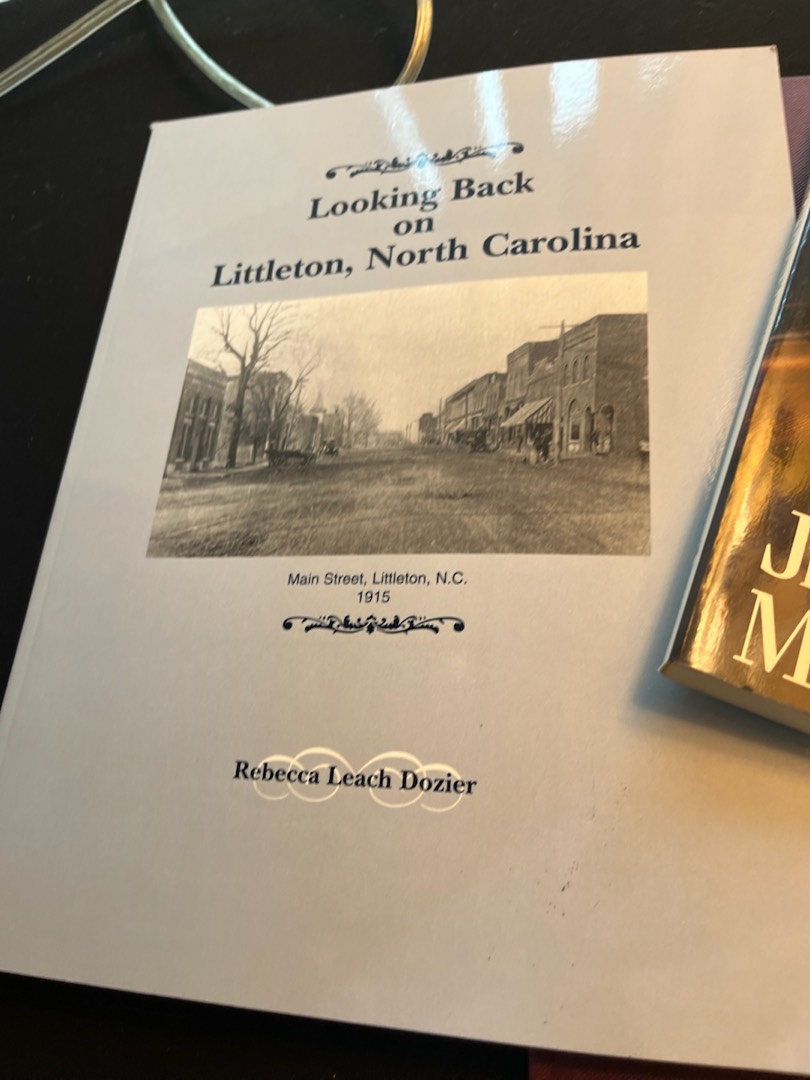 Looking Back
on
Littleton, North Carolina
Main Street, Littleton, N.C.
1915
Rebecca Leach Dozier